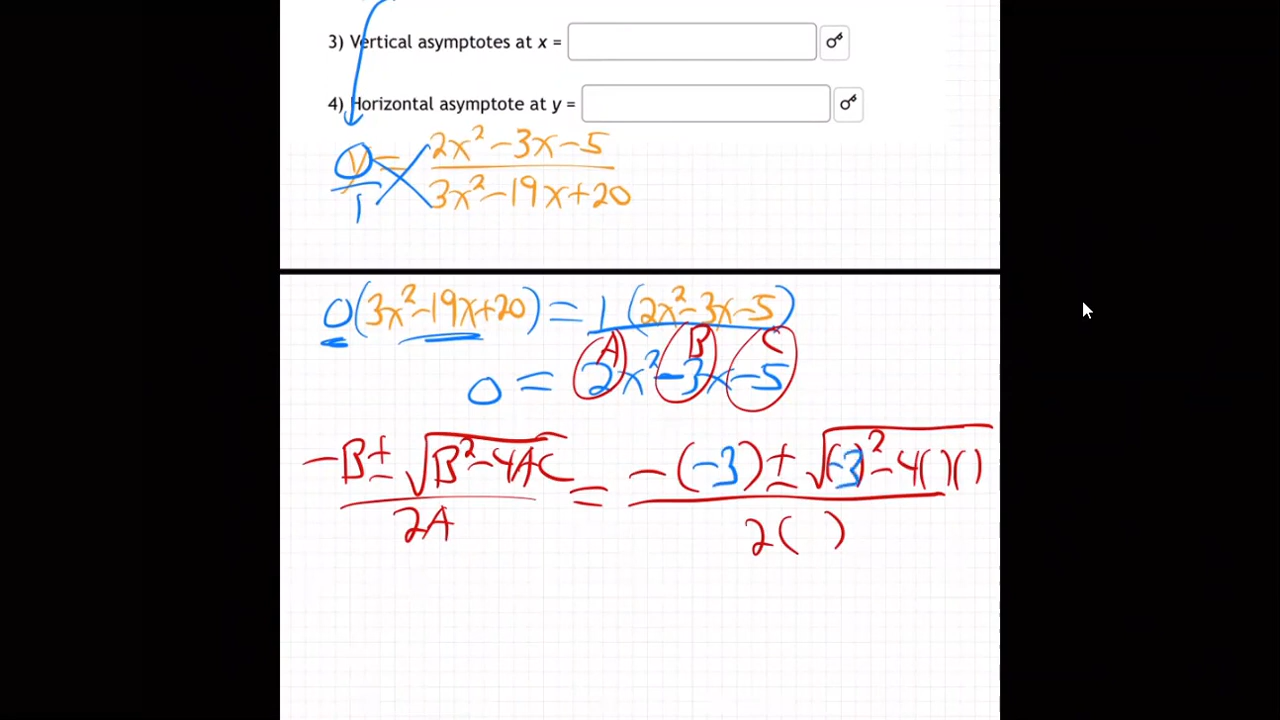 3) Vertical asymptotes at x =
4) Horizontal asymptote at y =
y = 0/1 (2x² - 3x - 5)/(3x² - 19x + 20)
0(3x² - 19x + 20) = 1(2x² - 3x - 5)
A B C
0 = 2x² - 3x - 5
(-B ± √(B² - 4AC))/(2A) = (-(-3) ± √((-3)² - 4( )( )))/(2( ))